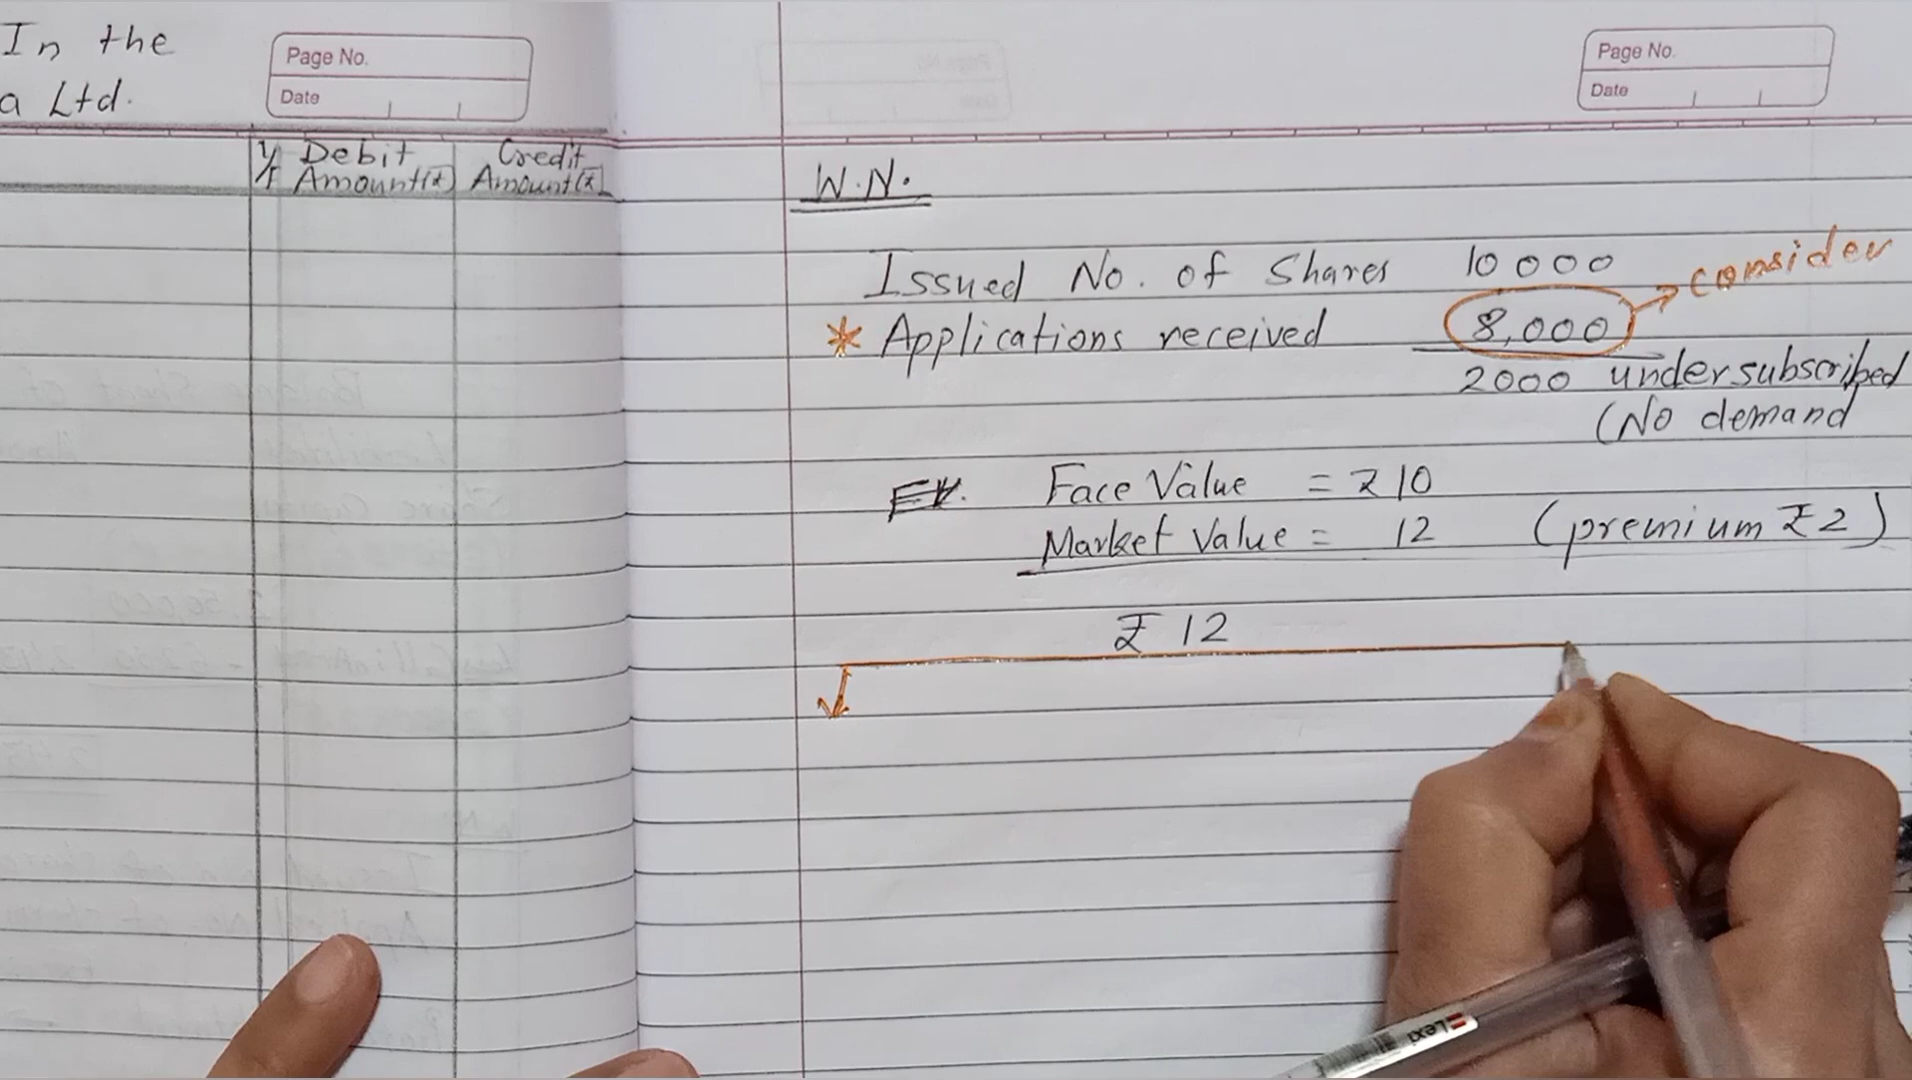 In the
a Ltd.
Page No.
Date
L/F Debit Amount(₹) Credit Amount(₹)
Page No.
Date
W.N.
Issued No. of Shares 10000
* Applications received 8,000 → consider
2000 undersubscribed
(No demand
Face Value = ₹10
Market Value = 12 (premium ₹2)
₹ 12
Lexi